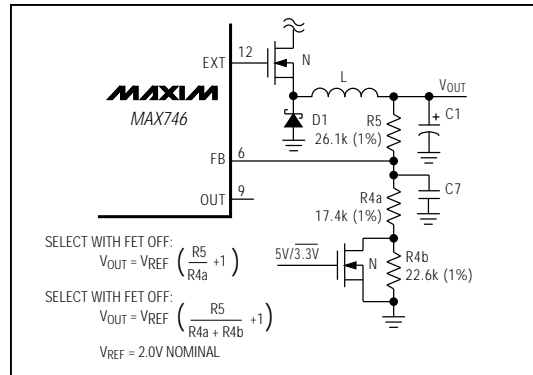 12
EXT
N
L
VOUT
MAXIM
MAX746
D1
R5
26.1k (1%)
C1
+
FB
6
OUT
9
R4a
17.4k (1%)
C7
5V/3.3V
N
R4b
22.6k (1%)
SELECT WITH FET OFF:
VOUT = VREF ( R5 / R4a +1 )
SELECT WITH FET OFF:
VOUT = VREF ( R5 / R4a + R4b +1 )
VREF = 2.0V NOMINAL